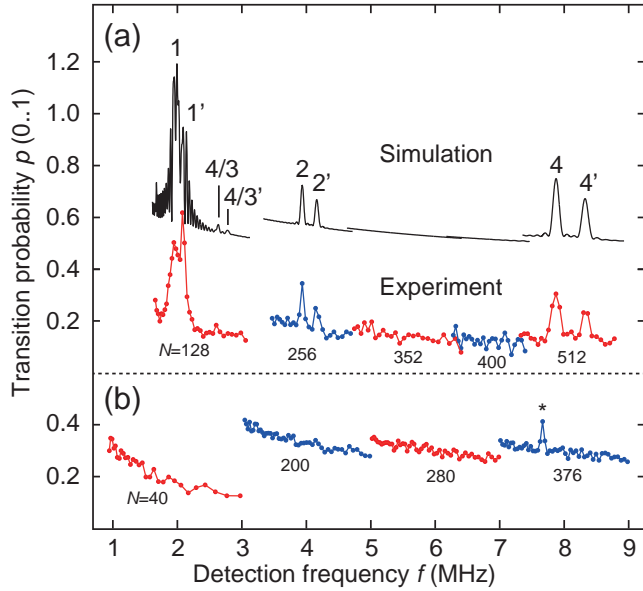 (a)
1
1'
4/3
4/3'
2
2'
Simulation
4
4'
Experiment
N=128
256
352
400
512
(b)
*
N=40
200
280
376
1.2
1.0
0.8
0.6
0.4
0.2
0.4
0.2
Transition probability p (0..1)
1 2 3 4 5 6 7 8 9
Detection frequency f (MHz)